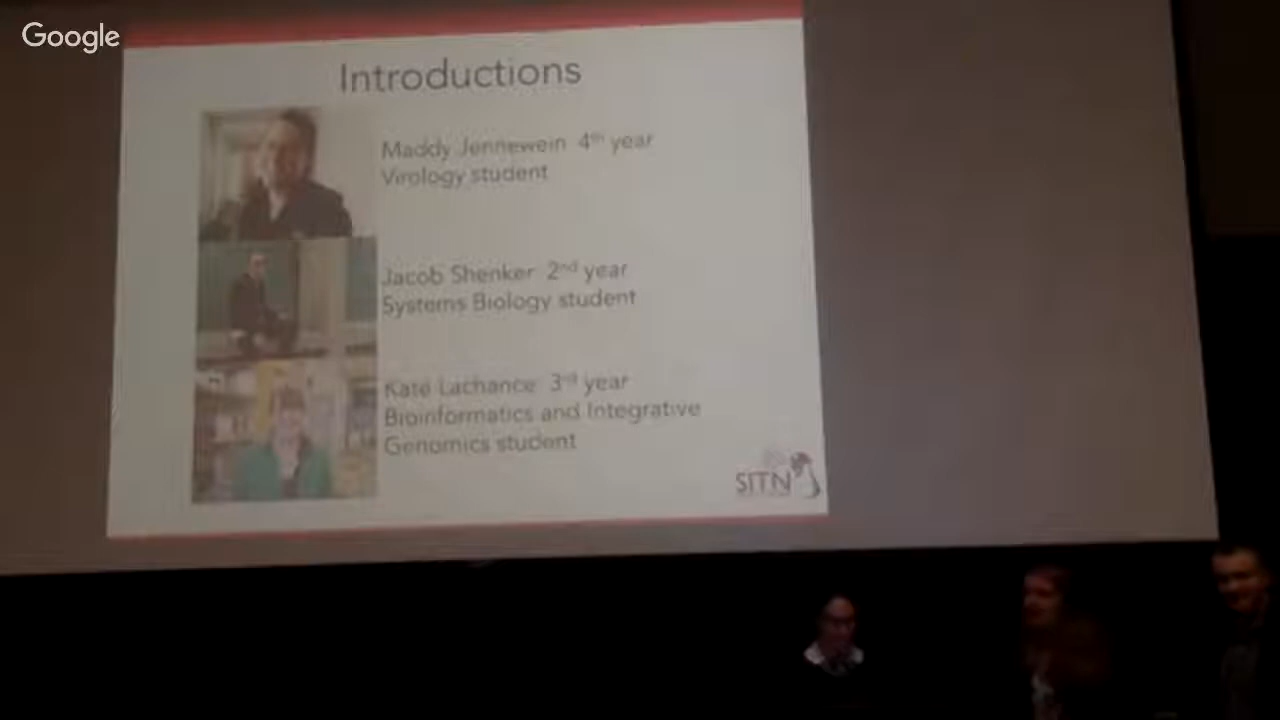 Google
Introductions
Maddy Jennewein 4th year
Virology student
Jacob Shenker 2nd year
Systems Biology student
Kate Lachance 3rd year
Bioinformatics and Integrative
Genomics student
SITN